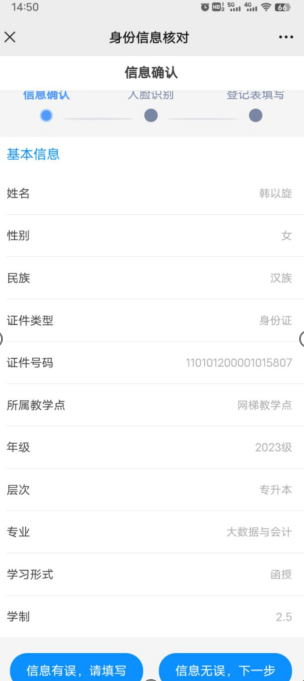 14:50
身份信息核对
信息确认
信息确认 人脸识别 登记表填写
基本信息
姓名 韩以旋
性别 女
民族 汉族
证件类型 身份证
证件号码 110101200001015807
所属教学点 网梯教学点
年级 2023级
层次 专升本
专业 大数据与会计
学习形式 函授
学制 2.5
信息有误，请填写 信息无误，下一步